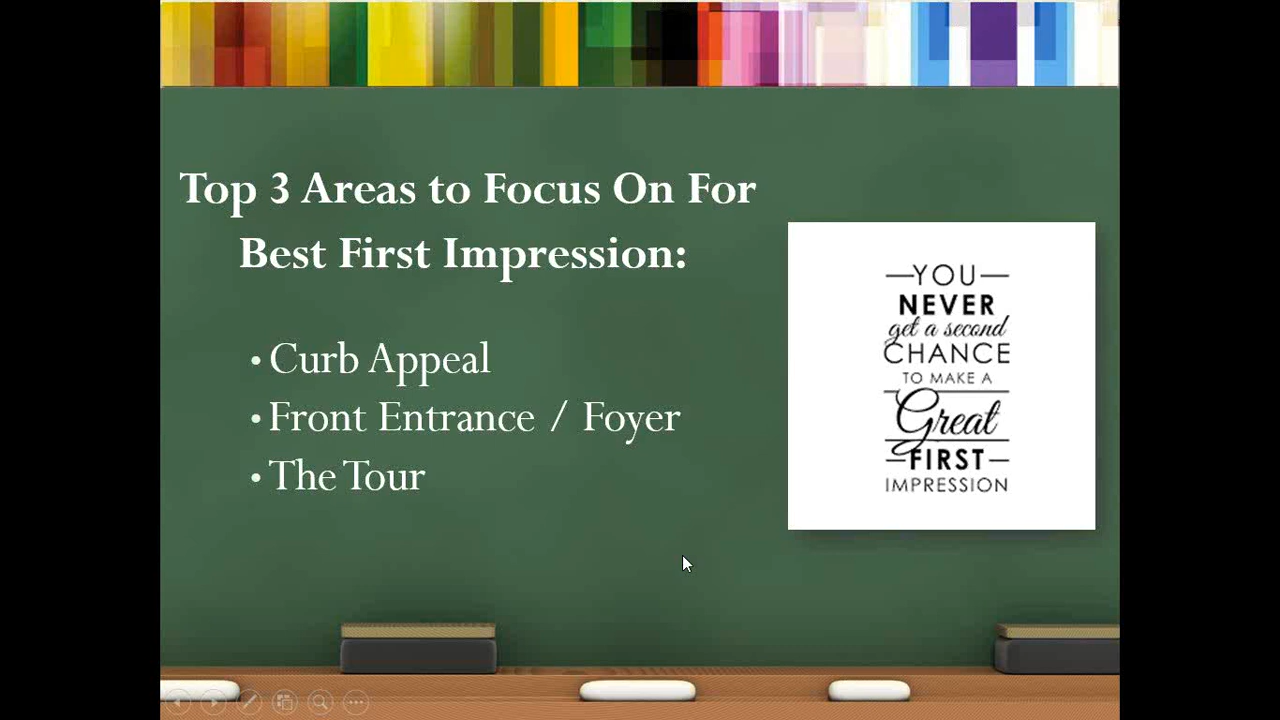 Top 3 Areas to Focus On For
Best First Impression:
• Curb Appeal
• Front Entrance / Foyer
• The Tour
—YOU—
NEVER
get a second
CHANCE
TO MAKE A
Great
—FIRST—
IMPRESSION